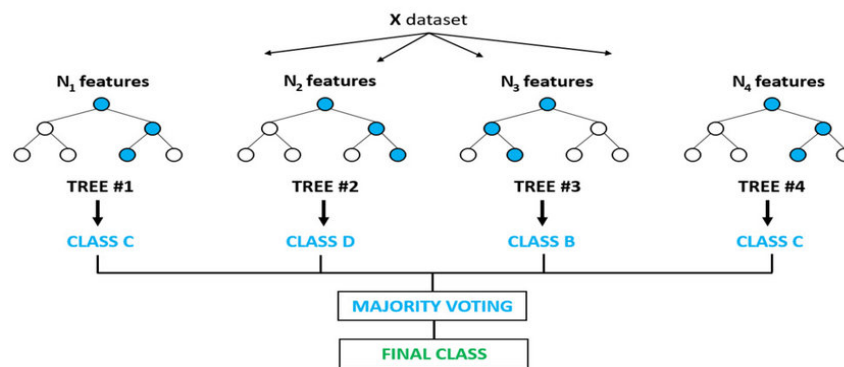 X dataset
N₁ features
N₂ features
N₃ features
N₄ features
TREE #1
TREE #2
TREE #3
TREE #4
CLASS C
CLASS D
CLASS B
CLASS C
MAJORITY VOTING
FINAL CLASS